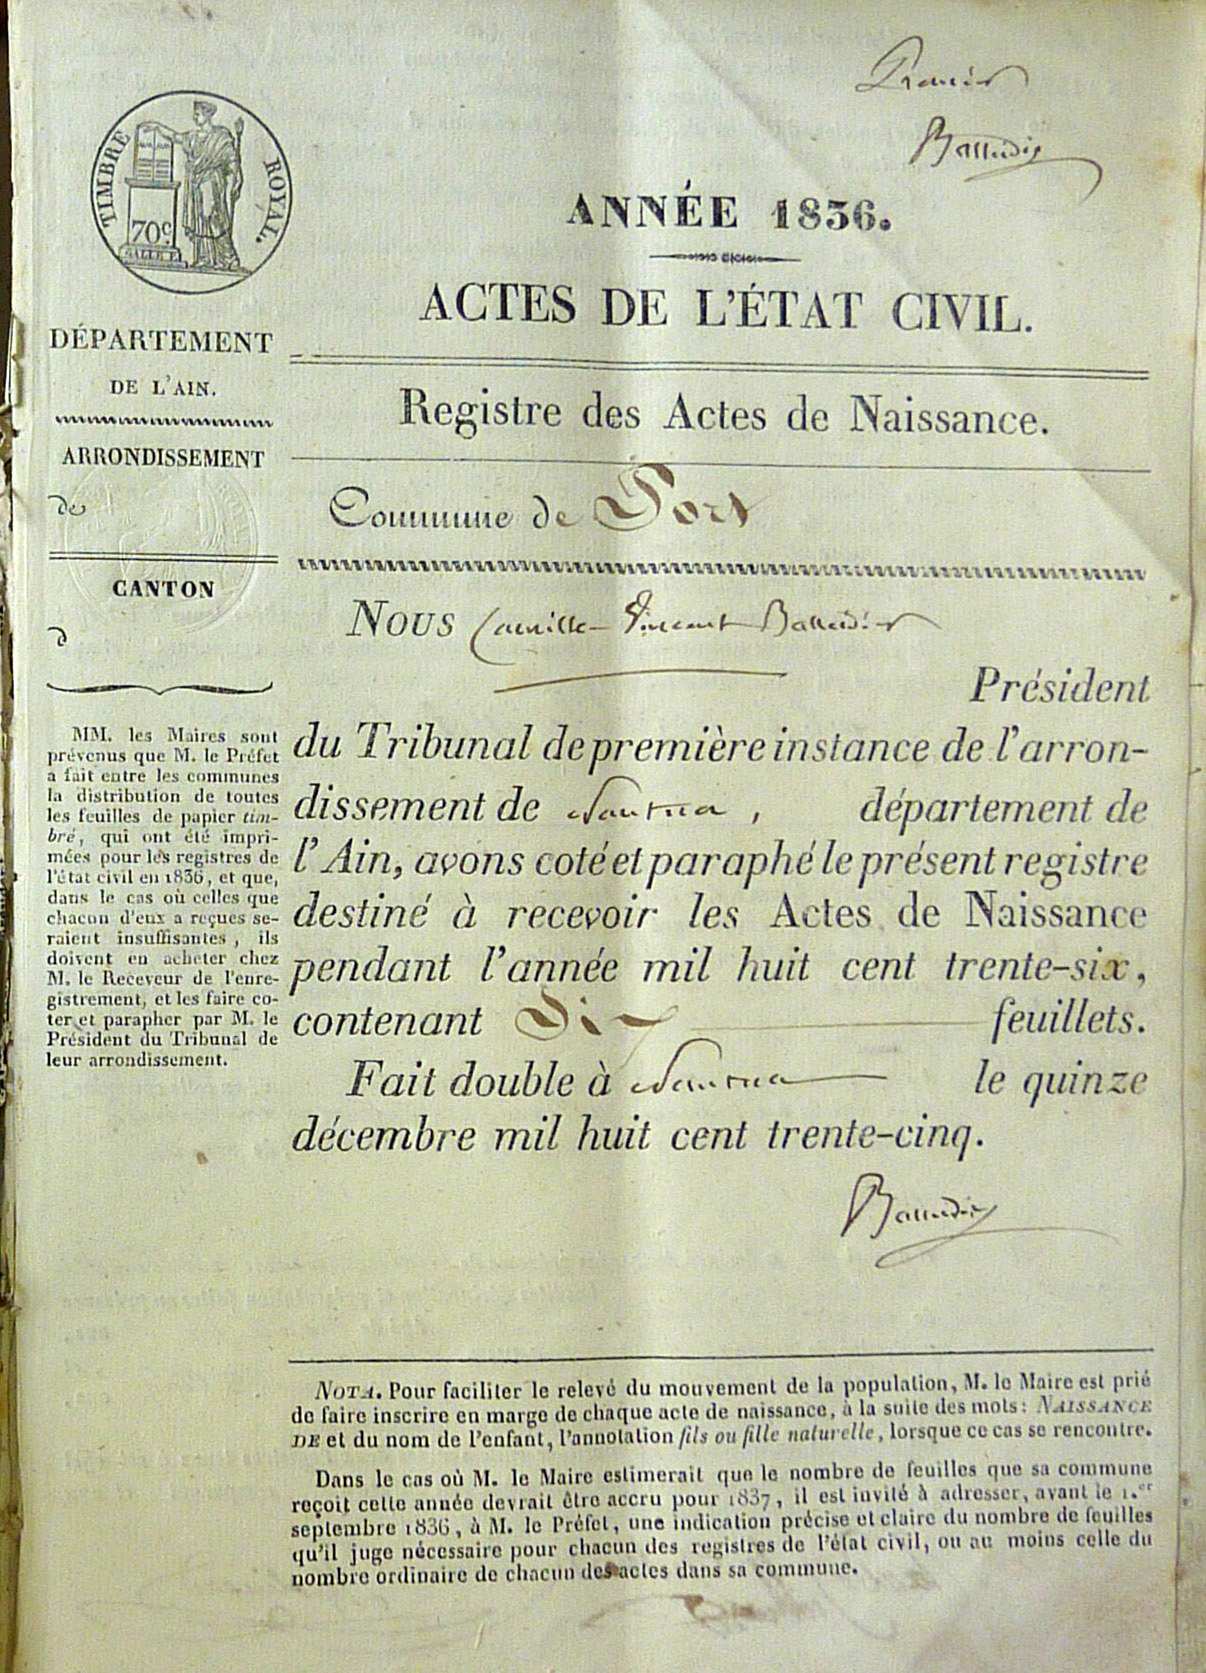 Premier
Balleidier
TIMBRE ROYAL.
70c
ANNÉE 1836.
ACTES DE L'ÉTAT CIVIL.
DÉPARTEMENT
DE L'AIN.
ARRONDISSEMENT
de
CANTON
d
MM. les Maires sont
prévenus que M. le Préfet
a fait entre les communes
la distribution de toutes
les feuilles de papier tim-
bré, qui ont été impri-
mées pour les registres de
l'état civil en 1836, et que,
dans le cas où celles que
chacun d'eux a reçues se-
raient insuffisantes, ils
doivent en acheter chez
M. le Receveur de l'enre-
gistrement, et les faire co-
ter et parapher par M. le
Président du Tribunal de
leur arrondissement.
Registre des Actes de Naissance.
Commune de Port
NOUS Camille Vincent Balleidier
Président
du Tribunal de première instance de l'arron-
dissement de Nantua, département de
l'Ain, avons coté et paraphé le présent registre
destiné à recevoir les Actes de Naissance
pendant l'année mil huit cent trente-six,
contenant Six feuillets.
Fait double à Nantua le quinze
décembre mil huit cent trente-cinq.
Balleidier
NOTA. Pour faciliter le relevé du mouvement de la population, M. le Maire est prié
de faire inscrire en marge de chaque acte de naissance, à la suite des mots: NAISSANCE
DE et du nom de l'enfant, l'annotation fils ou fille naturelle, lorsque ce cas se rencontre.
Dans le cas où M. le Maire estimerait que le nombre de feuilles que sa commune
reçoit cette année devrait être accru pour 1837, il est invité à adresser, avant le 1.er
septembre 1836, à M. le Préfet, une indication précise et claire du nombre de feuilles
qu'il juge nécessaire pour chacun des registres de l'état civil, ou au moins celle du
nombre ordinaire de chacun des actes dans sa commune.